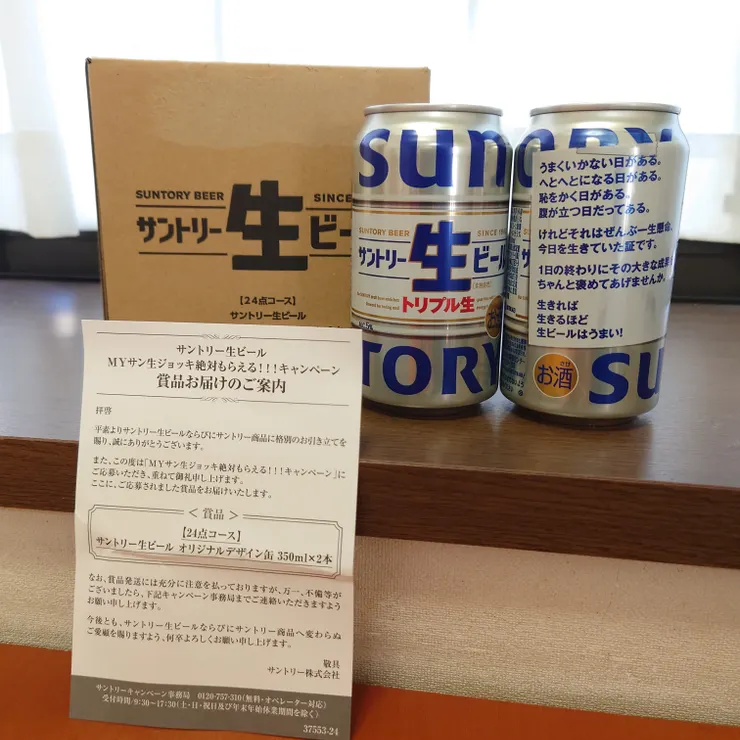 SUNTORY BEER SINCE
サントリー生ビー
【24点コース】
サントリー生ビール
SUN
SUNTORY BEER SINCE 19
サントリー生ビール
トリプル生
お
TORY
うまくいかない日がある。
へとへとになる日がある。
恥をかく日がある。
腹が立つ日だってある。
けれどそれはぜんぶ一生懸命、
今日を生きていた証です。
1日の終わりにその大きな成果
ちゃんと褒めてあげませんか。
生きれば
生きるほど
生ビールはうまい!
さけ
お酒
SU
サントリー生ビール
MYサン生ジョッキ絶対もらえる!!!キャンペーン
賞品お届けのご案内
拝啓
平素よりサントリー生ビールならびにサントリー商品に格別のお引き立てを
賜り、誠にありがとうございます。
また、この度は「MYサン生ジョッキ絶対もらえる!!!キャンペーン」に
ご応募いただき、重ねて御礼申し上げます。
ここに、ご応募されました賞品をお届けいたします。
<賞品>
【24点コース】
サントリー生ビール オリジナルデザイン缶 350ml×2本
なお、賞品発送には充分に注意を払っておりますが、万一、不備等が
ございましたら、下記キャンペーン事務局までご連絡いただきますよう
お願い申し上げます。
今後とも、サントリー生ビールならびにサントリー商品へ変わらぬ
ご愛顧を賜りますよう、何卒よろしくお願い申し上げます。
敬具
サントリー株式会社
サントリーキャンペーン事務局 0120-757-310(無料・オペレーター対応)
受付時間/9:30~17:30(土・日・祝日及び年末年始休業期間を除く)
37553-24